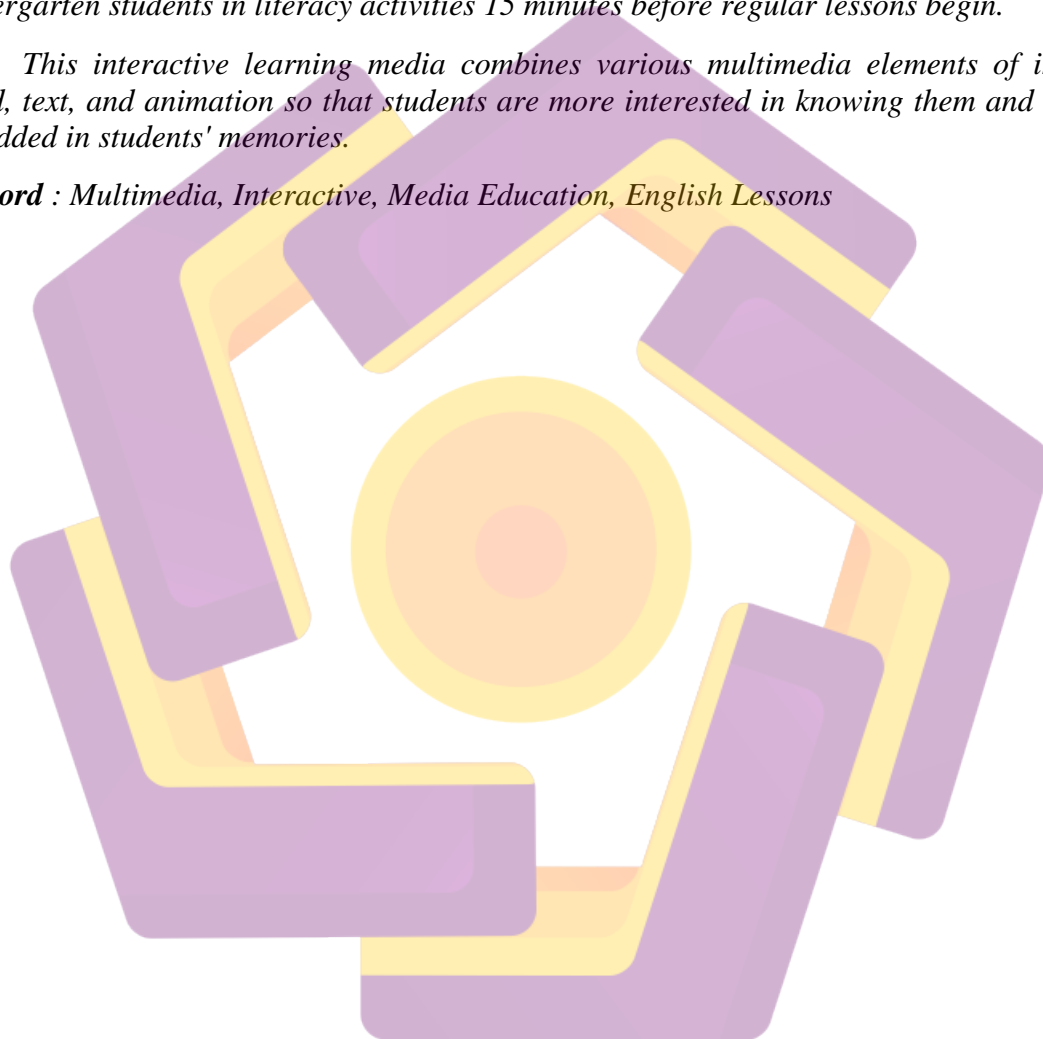 ergarten students in literacy activities 15 minutes before regular lessons begin.
This interactive learning media combines various multimedia elements of i
l, text, and animation so that students are more interested in knowing them and
dded in students' memories.
ord : Multimedia, Interactive, Media Education, English Lessons